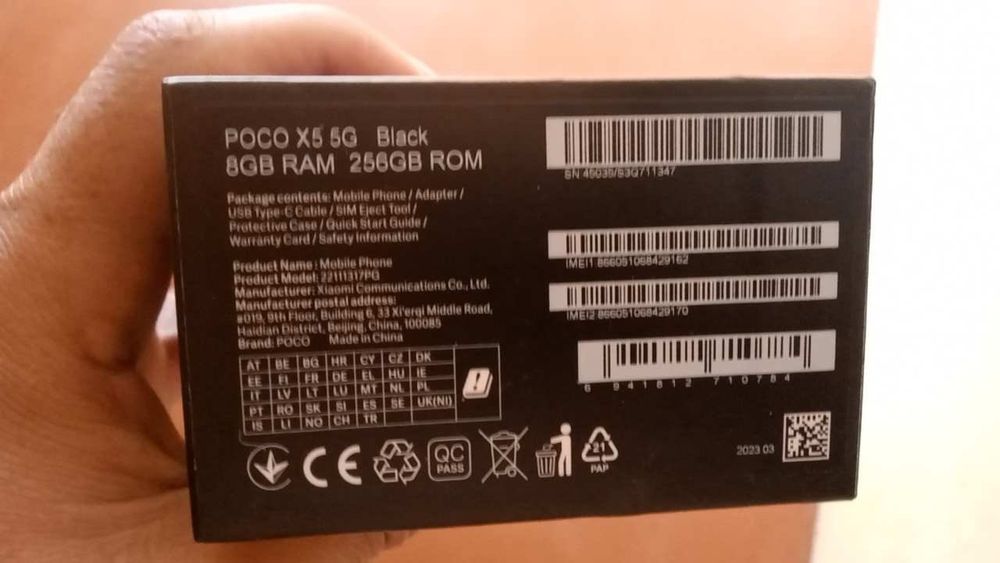 POCO X5 5G Black
8GB RAM 256GB ROM
Package contents: Mobile Phone / Adapter /
USB Type-C Cable / SIM Eject Tool /
Protective Case / Quick Start Guide /
Warranty Card / Safety Information
Product Name: Mobile Phone
Product Model: 22111317PG
Manufacturer: Xiaomi Communications Co., Ltd.
Manufacturer postal address:
#019, 9th Floor, Building 6, 33 Xi'erqi Middle Road,
Haidian District, Beijing, China, 100085
Brand: POCO Made in China
AT BE BG HR CY CZ DK
EE FI FR DE EL HU IE
IT LV LT LU MT NL PL
PT RO SK SI ES SE UK(NI)
IS LI NO CH TR
CE
QC
PASS
21
PAP
SN
IMEI1:866051068429162
IMEI2:866051068429170
6 941812 710784
2023.03